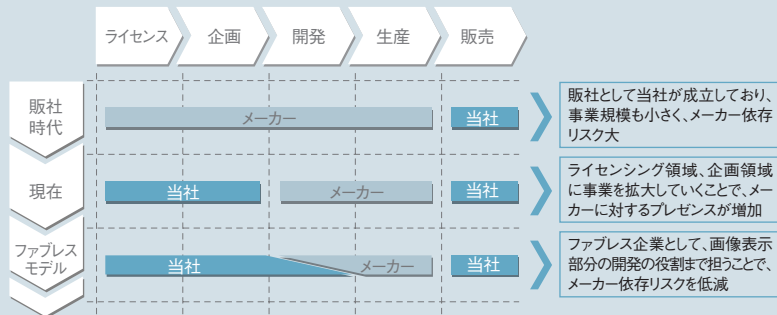 ライセンス
企画
開発
生産
販売
販社
時代
メーカー
当社
販社として当社が成立しており、
事業規模も小さく、メーカー依存
リスク大
現在
当社
メーカー
当社
ライセンシング領域、企画領域
に事業を拡大していくことで、メー
カーに対するプレゼンスが増加
ファブレス
モデル
当社
メーカー
当社
ファブレス企業として、画像表示
部分の開発の役割まで担うことで、
メーカー依存リスクを低減